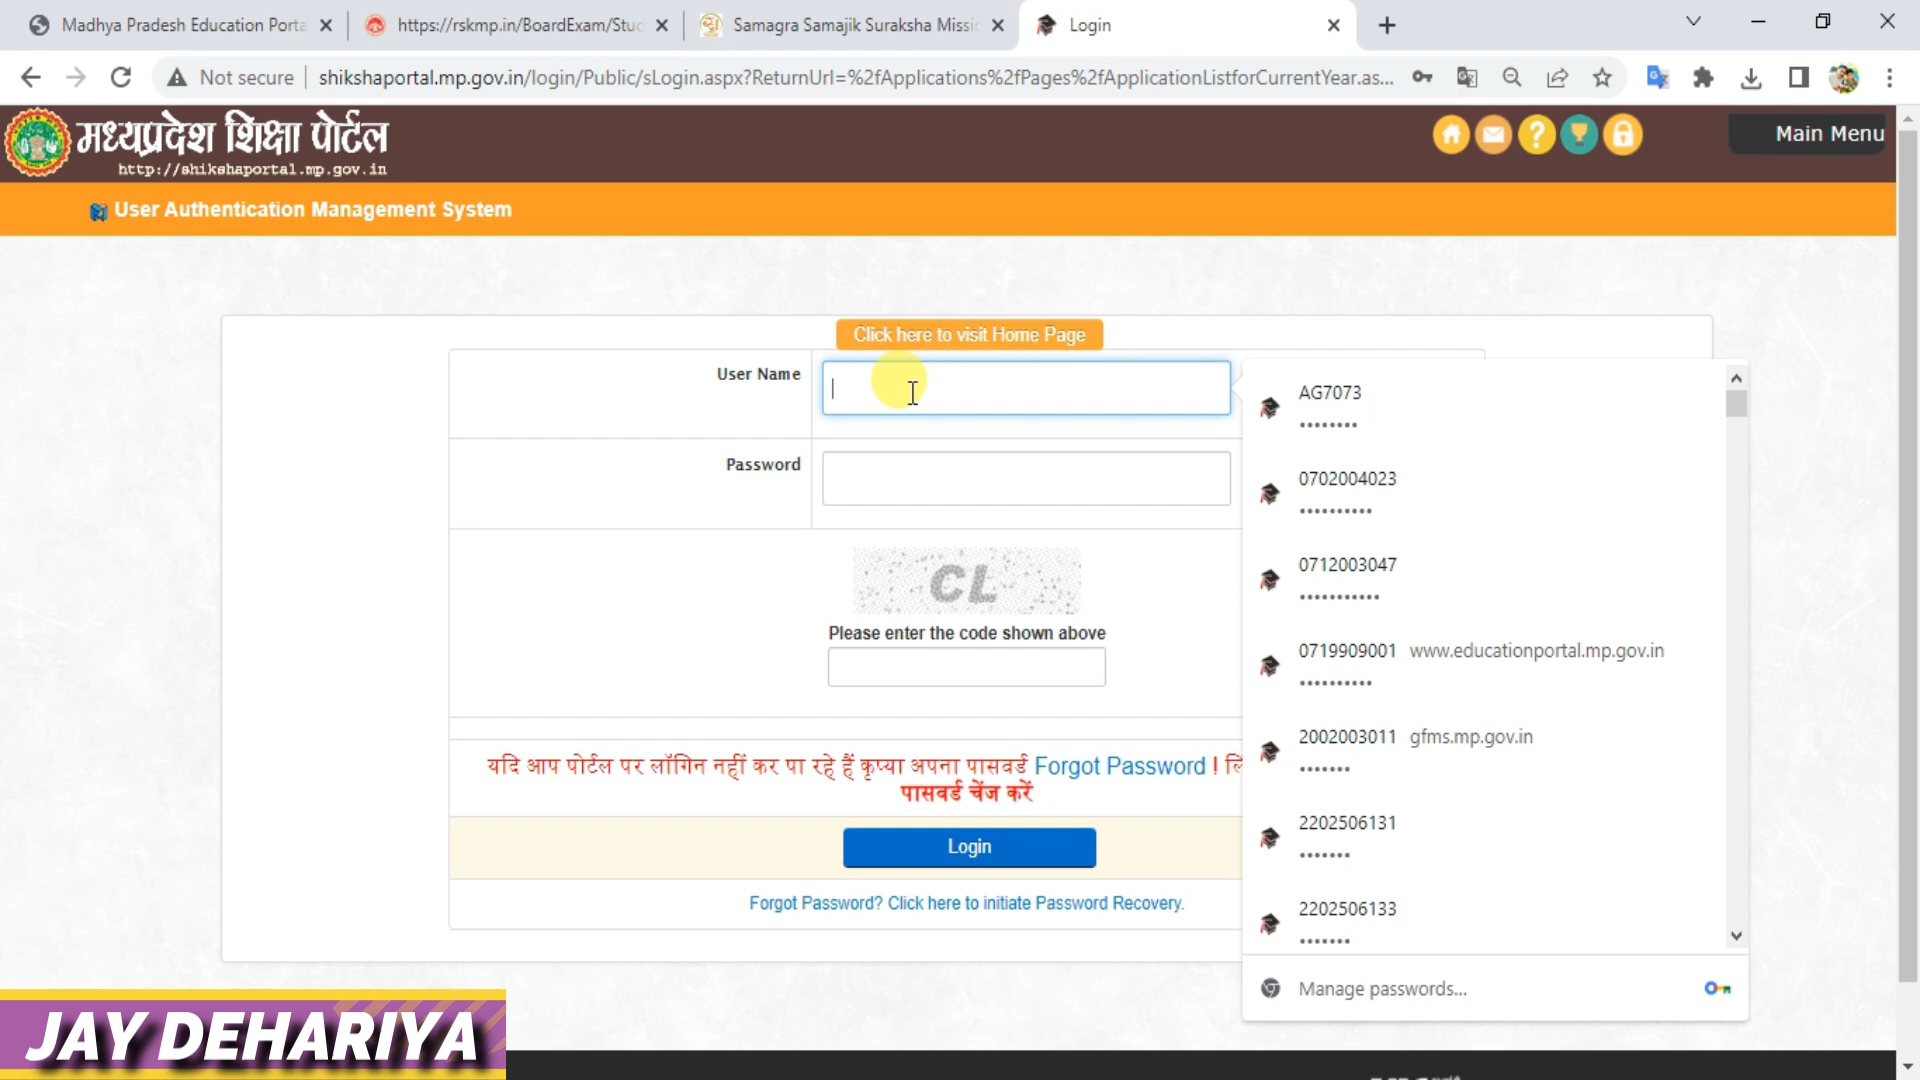 Madhya Pradesh Education Porta
https://rskmp.in/BoardExam/Stud
Samagra Samajik Suraksha Missic
Login
Not secure
shikshaportal.mp.gov.in/login/Public/sLogin.aspx?ReturnUrl=%2fApplications%2fPages%2fApplicationListforCurrentYear.as...
मध्यप्रदेश शिक्षा पोर्टल
http://shikshaportal.mp.gov.in
Main Menu
User Authentication Management System
Click here to visit Home Page
User Name
Password
CL
Please enter the code shown above
यदि आप पोर्टल पर लॉगिन नहीं कर पा रहे हैं कृप्या अपना पासवर्ड Forgot Password ! लि
पासवर्ड चेंज करें
Login
Forgot Password? Click here to initiate Password Recovery.
AG7073
••••••••
0702004023
••••••••••
0712003047
•••••••••••
0719909001 www.educationportal.mp.gov.in
••••••••••
2002003011 gfms.mp.gov.in
•••••••
2202506131
•••••••
2202506133
•••••••
Manage passwords...
JAY DEHARIYA